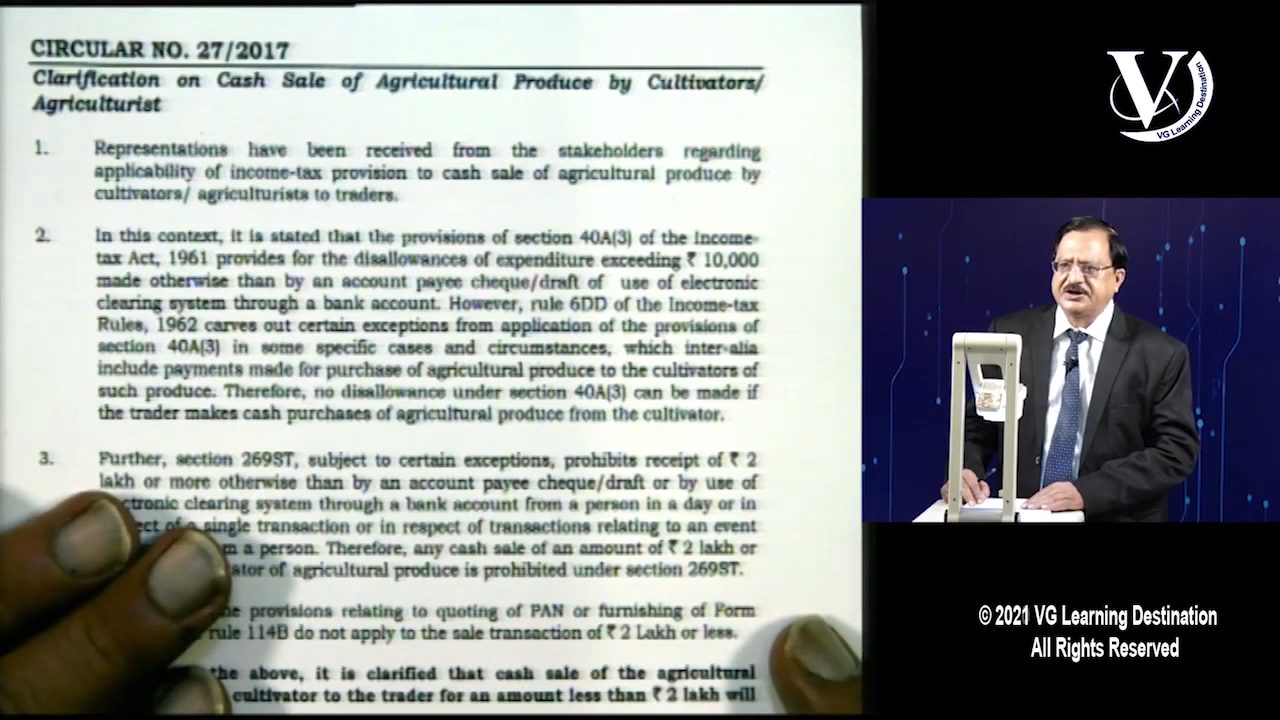 CIRCULAR NO. 27/2017
Clarification on Cash Sale of Agricultural Produce by Cultivators/
Agriculturist
1. Representations have been received from the stakeholders regarding
applicability of income-tax provision to cash sale of agricultural produce by
cultivators/ agriculturists to traders.
2. In this context, it is stated that the provisions of section 40A(3) of the Income-
tax Act, 1961 provides for the disallowances of expenditure exceeding ₹ 10,000
made otherwise than by an account payee cheque/draft of use of electronic
clearing system through a bank account. However, rule 6DD of the Income-tax
Rules, 1962 carves out certain exceptions from application of the provisions of
section 40A(3) in some specific cases and circumstances, which inter-alia
include payments made for purchase of agricultural produce to the cultivators of
such produce. Therefore, no disallowance under section 40A(3) can be made if
the trader makes cash purchases of agricultural produce from the cultivator.
3. Further, section 269ST, subject to certain exceptions, prohibits receipt of ₹ 2
lakh or more otherwise than by an account payee cheque/draft or by use of
ctronic clearing system through a bank account from a person in a day or in
ect of a single transaction or in respect of transactions relating to an event
m a person. Therefore, any cash sale of an amount of ₹ 2 lakh or
ator of agricultural produce is prohibited under section 269ST.
e provisions relating to quoting of PAN or furnishing of Form
rule 114B do not apply to the sale transaction of ₹ 2 Lakh or less.
the above, it is clarified that cash sale of the agricultural
cultivator to the trader for an amount less than ₹ 2 lakh will
V
VG Learning Destination
© 2021 VG Learning Destination
All Rights Reserved